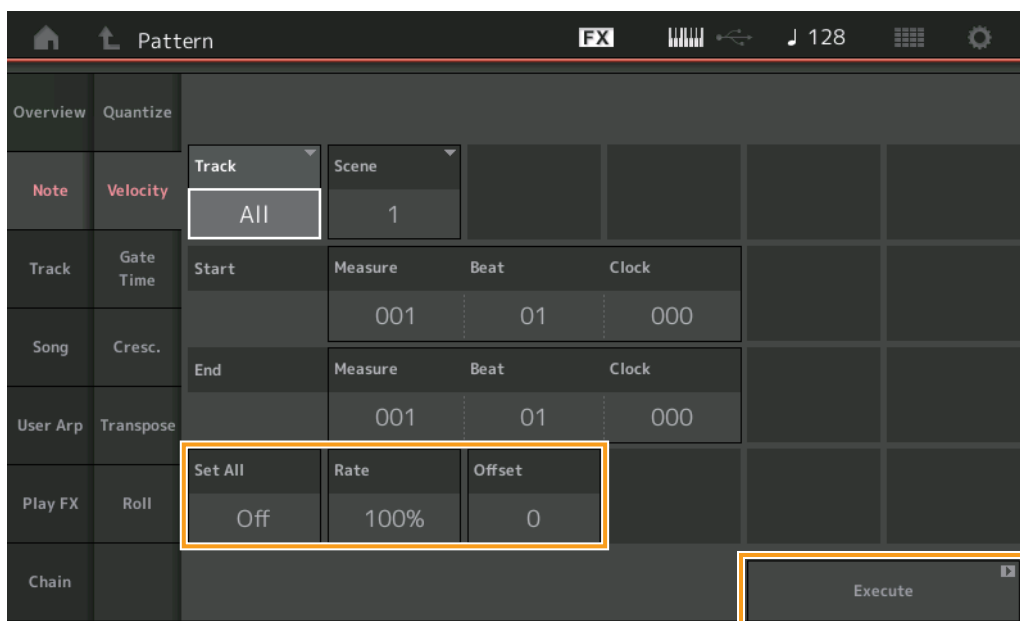 Pattern FX 128
Overview Quantize
Track Scene
Note Velocity
All 1
Track Gate Time Start Measure Beat Clock
001 01 000
Song Cresc. End Measure Beat Clock
User Arp Transpose 001 01 000
Set All Rate Offset
Play FX Roll Off 100% 0
Chain Execute